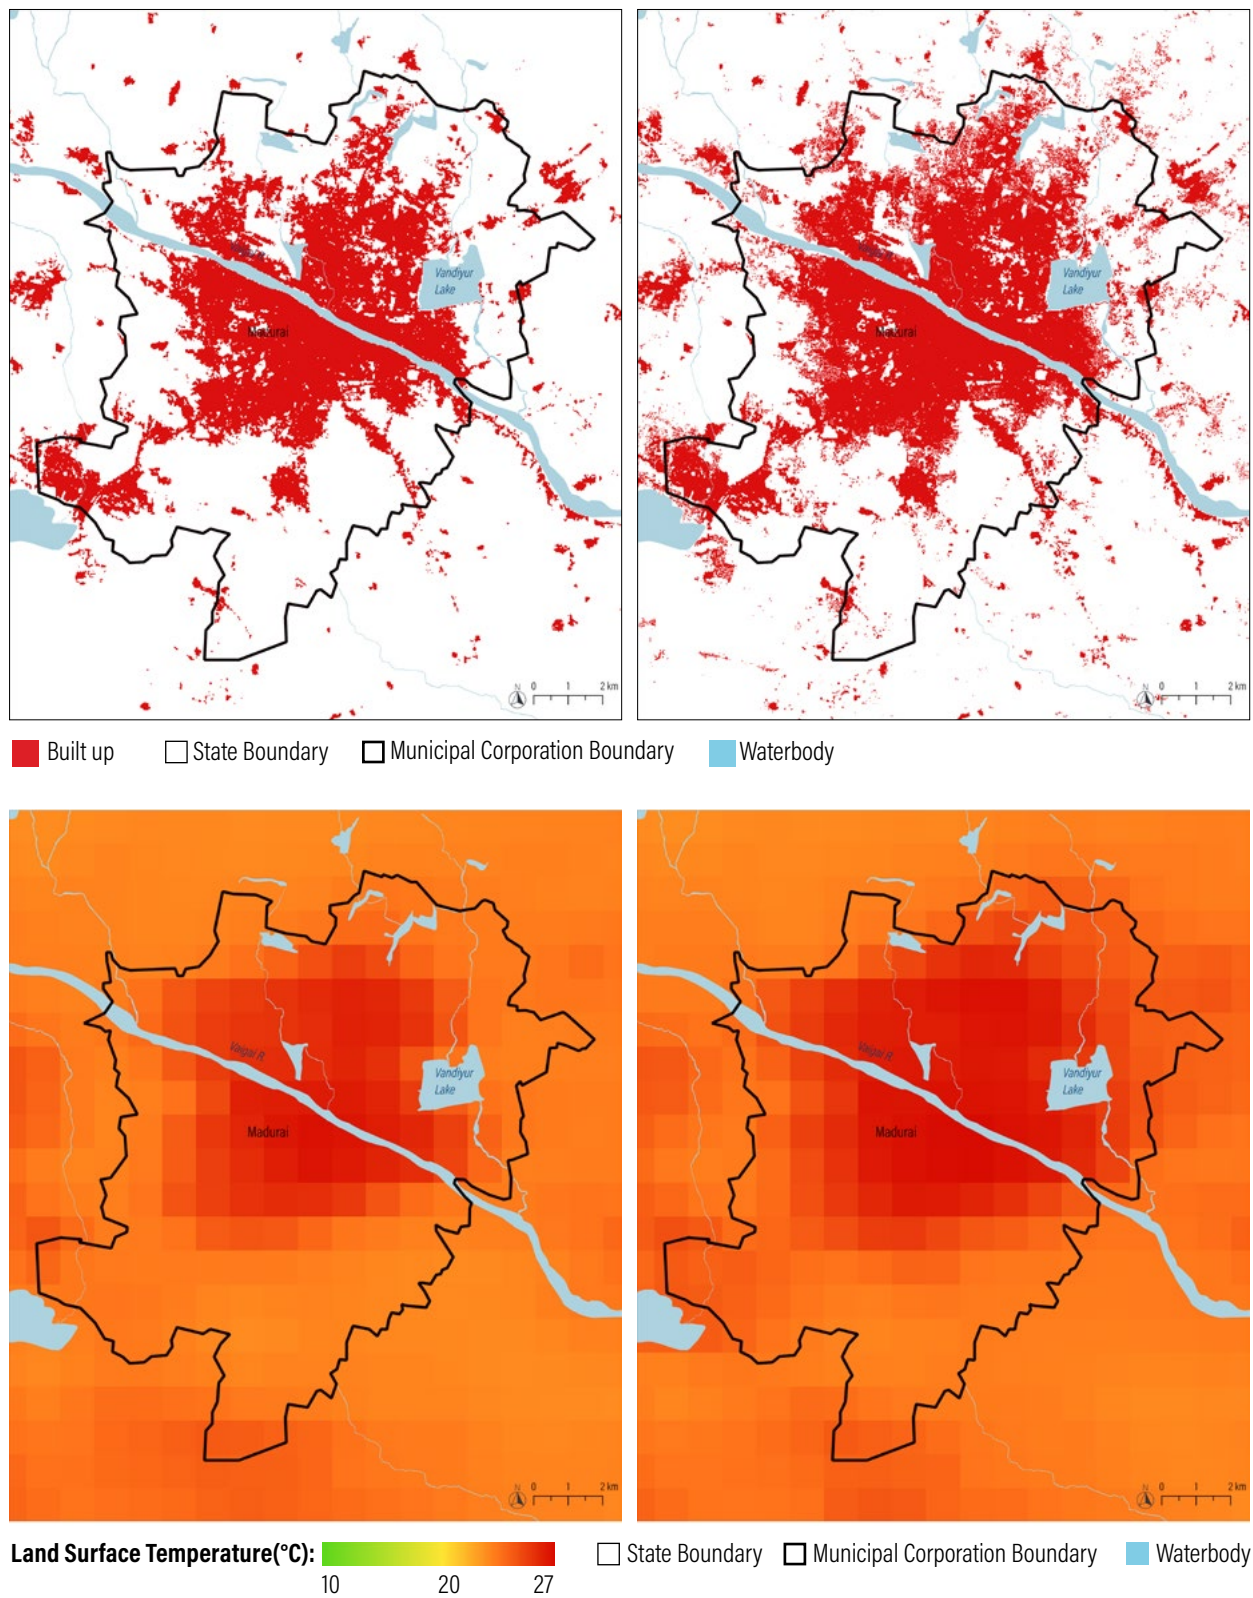 Vandiyur
Lake
Madurai
N
0 1 2 km
Vandiyur
Lake
Madurai
N
0 1 2 km
Built up
State Boundary
Municipal Corporation Boundary
Waterbody
Vaigai R.
Vandiyur
Lake
Madurai
N
0 1 2 km
Vaigai R.
Vandiyur
Lake
Madurai
N
0 1 2 km
Land Surface Temperature(°C):
10 20 27
State Boundary
Municipal Corporation Boundary
Waterbody